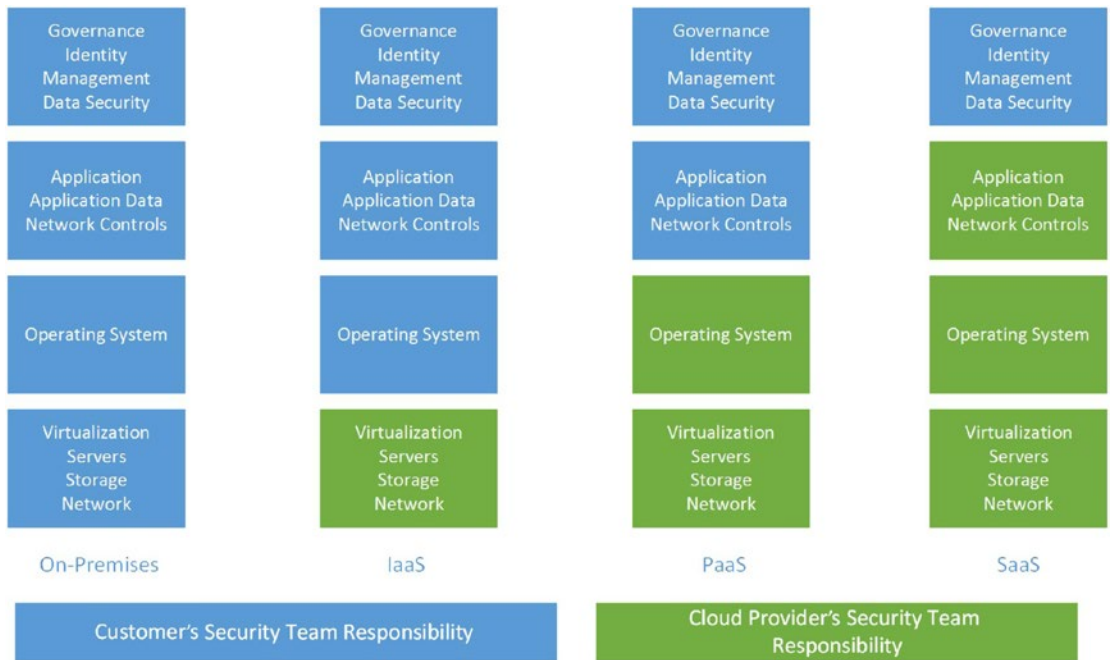 Governance
Identity
Management
Data Security
Governance
Identity
Management
Data Security
Governance
Identity
Management
Data Security
Governance
Identity
Management
Data Security
Application
Application Data
Network Controls
Application
Application Data
Network Controls
Application
Application Data
Network Controls
Application
Application Data
Network Controls
Operating System
Operating System
Operating System
Operating System
Virtualization
Servers
Storage
Network
Virtualization
Servers
Storage
Network
Virtualization
Servers
Storage
Network
Virtualization
Servers
Storage
Network
On-Premises
IaaS
PaaS
SaaS
Customer's Security Team Responsibility
Cloud Provider's Security Team
Responsibility